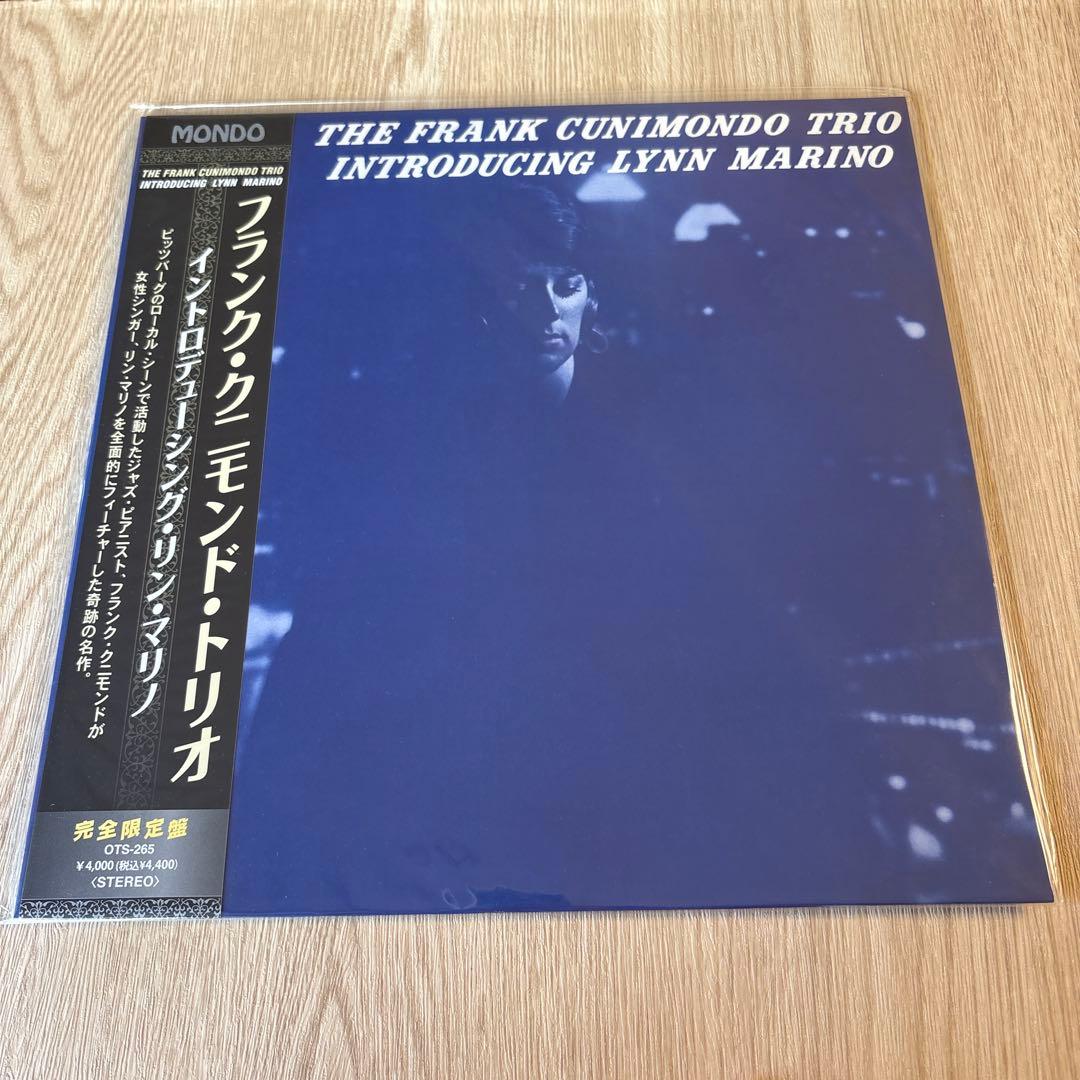 MONDO
THE FRANK CUNIMONDO TRIO
INTRODUCING LYNN MARINO
フランク・クニモンド・トリオ
イントロデューシング・リン・マリノ
ピッツバーグのローカル・シーンで活動したジャズ・ピアニスト、フランク・クニモンドが
女性シンガー、リン・マリノを全面的にフィーチャーした奇跡の名作。
完全限定盤
OTS-265
¥4,000(税込¥4,400)
〈STEREO〉
THE FRANK CUNIMONDO TRIO
INTRODUCING LYNN MARINO